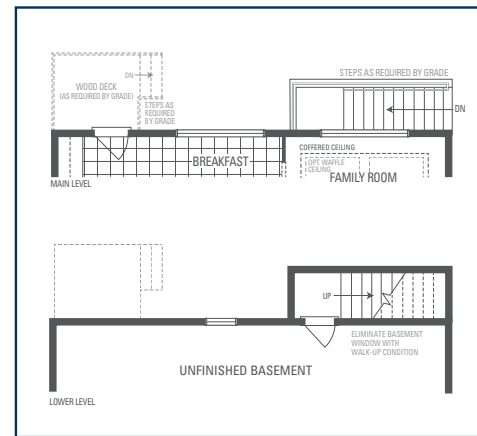 STEPS AS REQUIRED BY GRADE
DN
WOOD DECK
(AS REQUIRED BY GRADE)
STEPS AS
REQUIRED
BY GRADE
DN
BREAKFAST
COFFERED CEILING
OPT. WAFFLE
CEILING
FAMILY ROOM
MAIN LEVEL
UP
ELIMINATE BASEMENT
WINDOW WITH
WALK-UP CONDITION
UNFINISHED BASEMENT
LOWER LEVEL